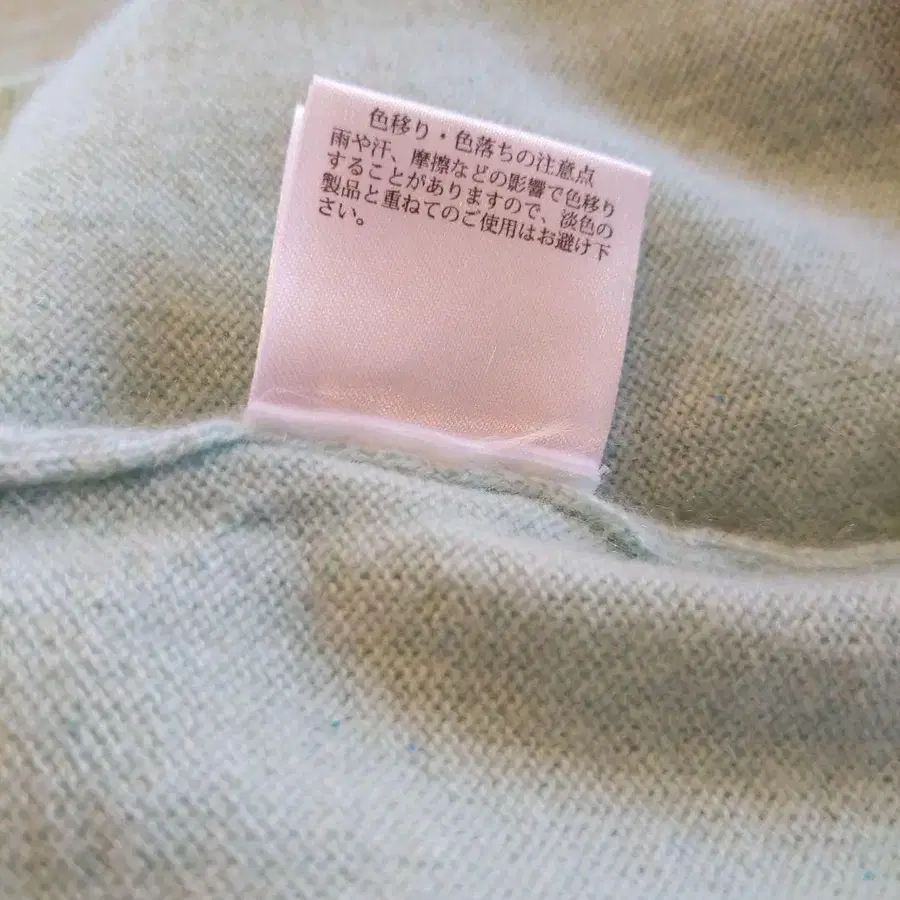 色移り・色落ちの注意点
雨や汗、摩擦などの影響で色移り
することがありますので、淡色の
製品と重ねてのご使用はお避け下
さい。